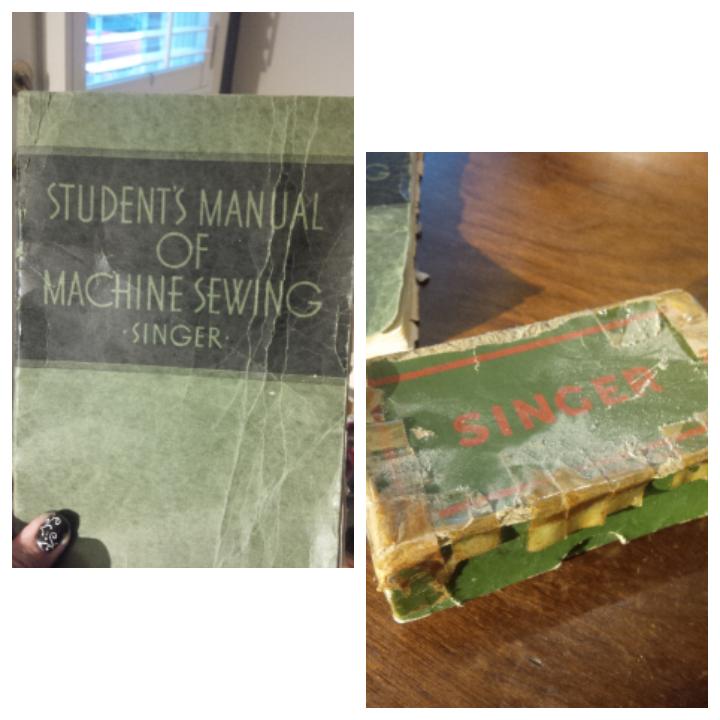 STUDENT'S MANUAL
OF
MACHINE SEWING
·SINGER·
SINGER